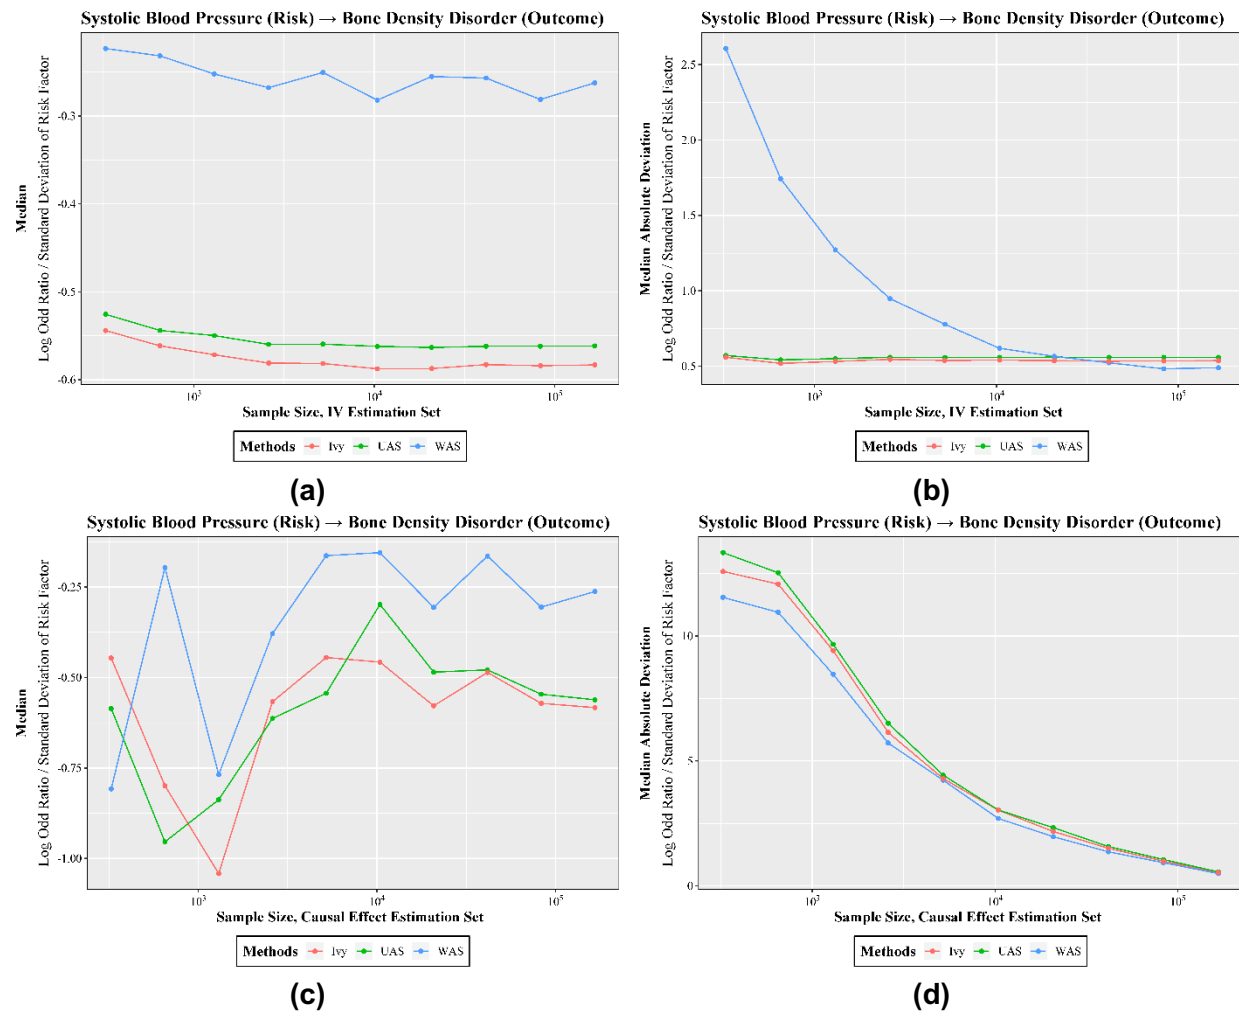 Systolic Blood Pressure (Risk) → Bone Density Disorder (Outcome)
Median
Log Odd Ratio / Standard Deviation of Risk Factor
-0.3
-0.4
-0.5
-0.6
10³ 10⁴ 10⁵
Sample Size, IV Estimation Set
Methods Ivy UAS WAS
(a)
Systolic Blood Pressure (Risk) → Bone Density Disorder (Outcome)
Median Absolute Deviation
Log Odd Ratio / Standard Deviation of Risk Factor
2.5
2.0
1.5
1.0
0.5
10³ 10⁴ 10⁵
Sample Size, IV Estimation Set
Methods Ivy UAS WAS
(b)
Systolic Blood Pressure (Risk) → Bone Density Disorder (Outcome)
Median
Log Odd Ratio / Standard Deviation of Risk Factor
-0.25
-0.50
-0.75
-1.00
10³ 10⁴ 10⁵
Sample Size, Causal Effect Estimation Set
Methods Ivy UAS WAS
(c)
Systolic Blood Pressure (Risk) → Bone Density Disorder (Outcome)
Median Absolute Deviation
Log Odd Ratio / Standard Deviation of Risk Factor
10
5
0
10³ 10⁴ 10⁵
Sample Size, Causal Effect Estimation Set
Methods Ivy UAS WAS
(d)